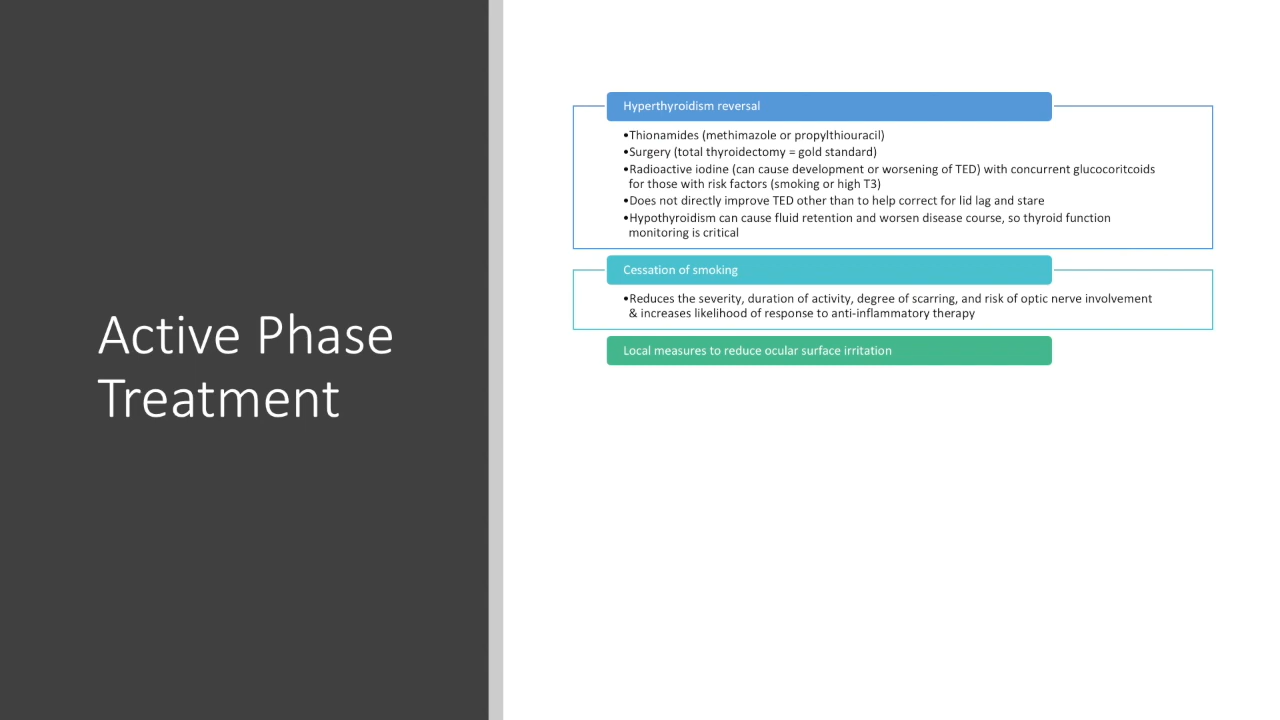 Active Phase
Treatment
Hyperthyroidism reversal
•Thionamides (methimazole or propylthiouracil)
•Surgery (total thyroidectomy = gold standard)
•Radioactive iodine (can cause development or worsening of TED) with concurrent glucocoritcoids
for those with risk factors (smoking or high T3)
•Does not directly improve TED other than to help correct for lid lag and stare
•Hypothyroidism can cause fluid retention and worsen disease course, so thyroid function
monitoring is critical
Cessation of smoking
•Reduces the severity, duration of activity, degree of scarring, and risk of optic nerve involvement
& increases likelihood of response to anti-inflammatory therapy
Local measures to reduce ocular surface irritation